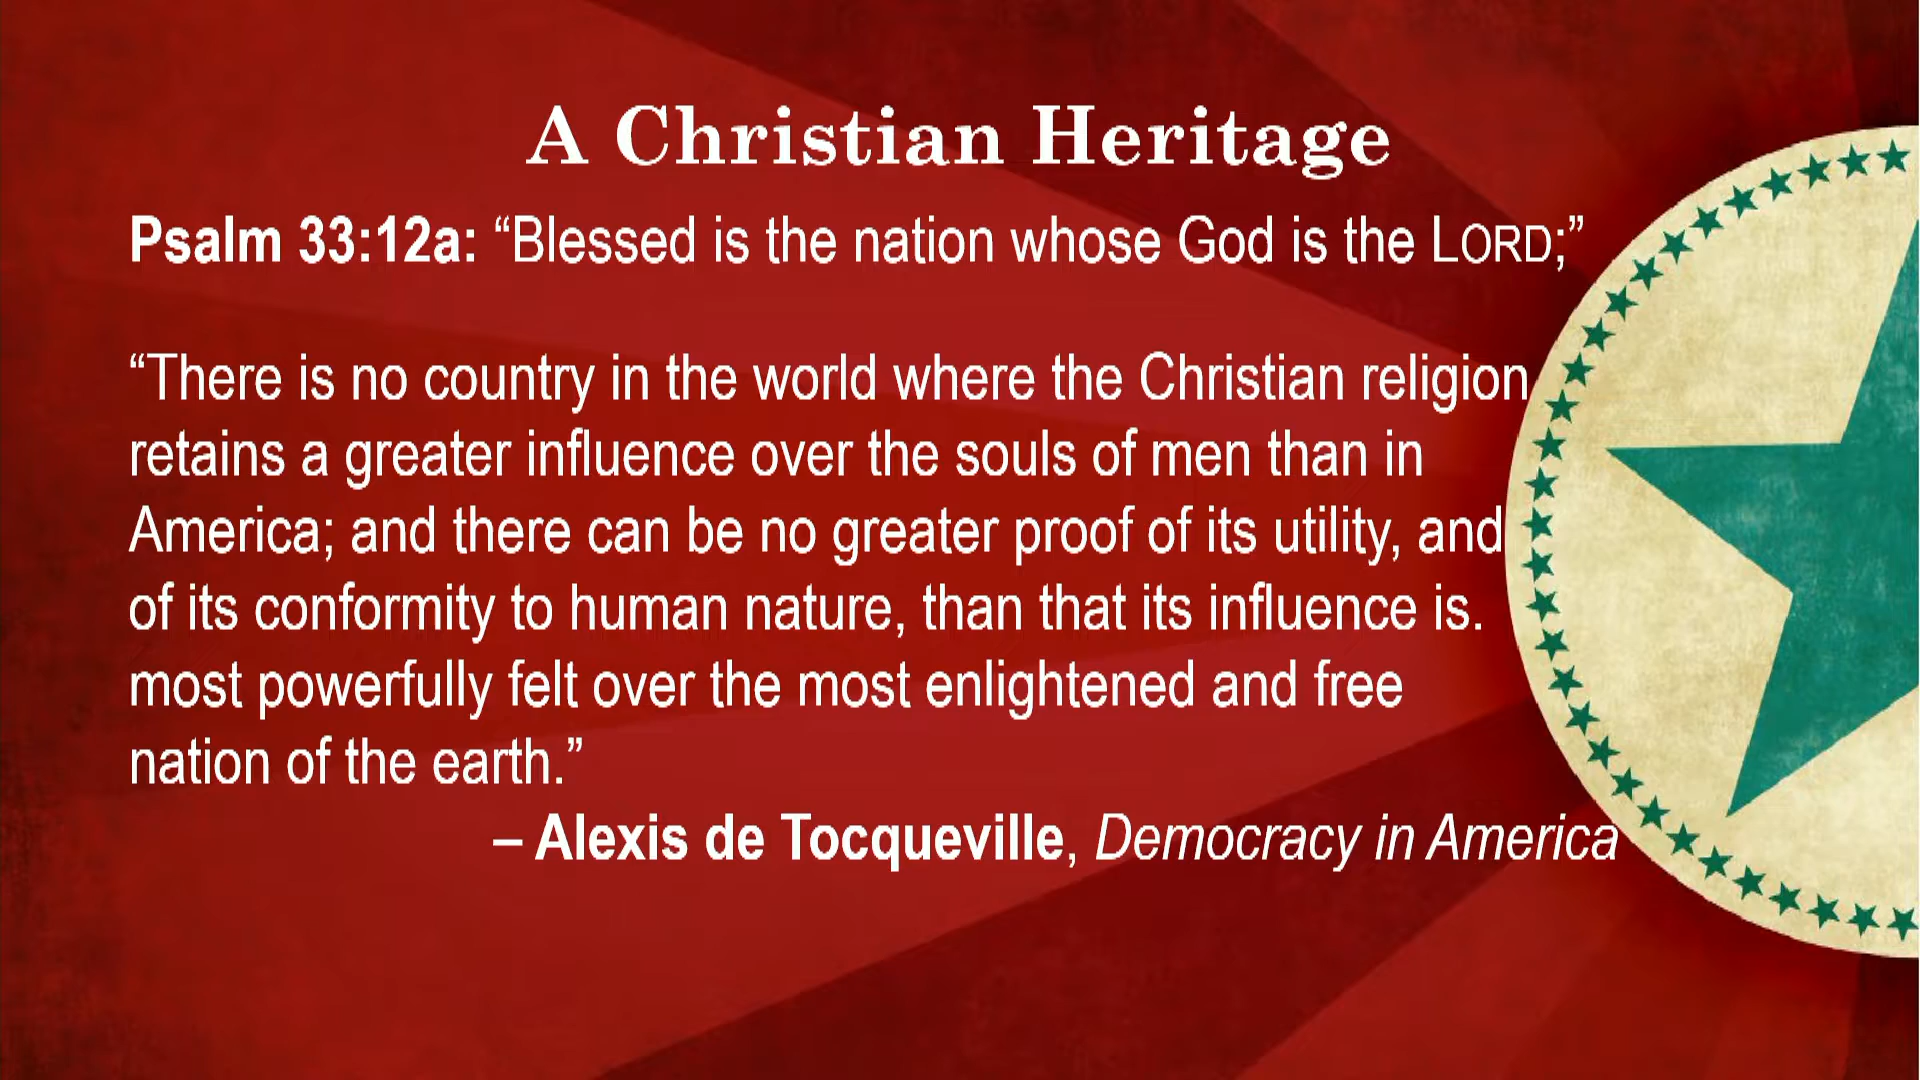 A Christian Heritage
Psalm 33:12a: “Blessed is the nation whose God is the LORD;”
“There is no country in the world where the Christian religion
retains a greater influence over the souls of men than in
America; and there can be no greater proof of its utility, and
of its conformity to human nature, than that its influence is.
most powerfully felt over the most enlightened and free
nation of the earth.”
– Alexis de Tocqueville, Democracy in America